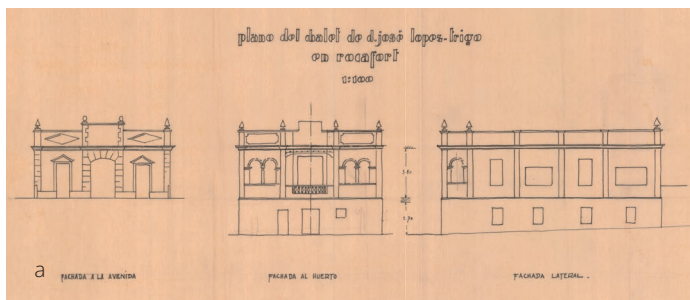 plano del chalet de d.josé lopez-trigo
en rocafort
1:100
a
FACHADA A LA AVENIDA
FACHADA AL HUERTO
FACHADA LATERAL.